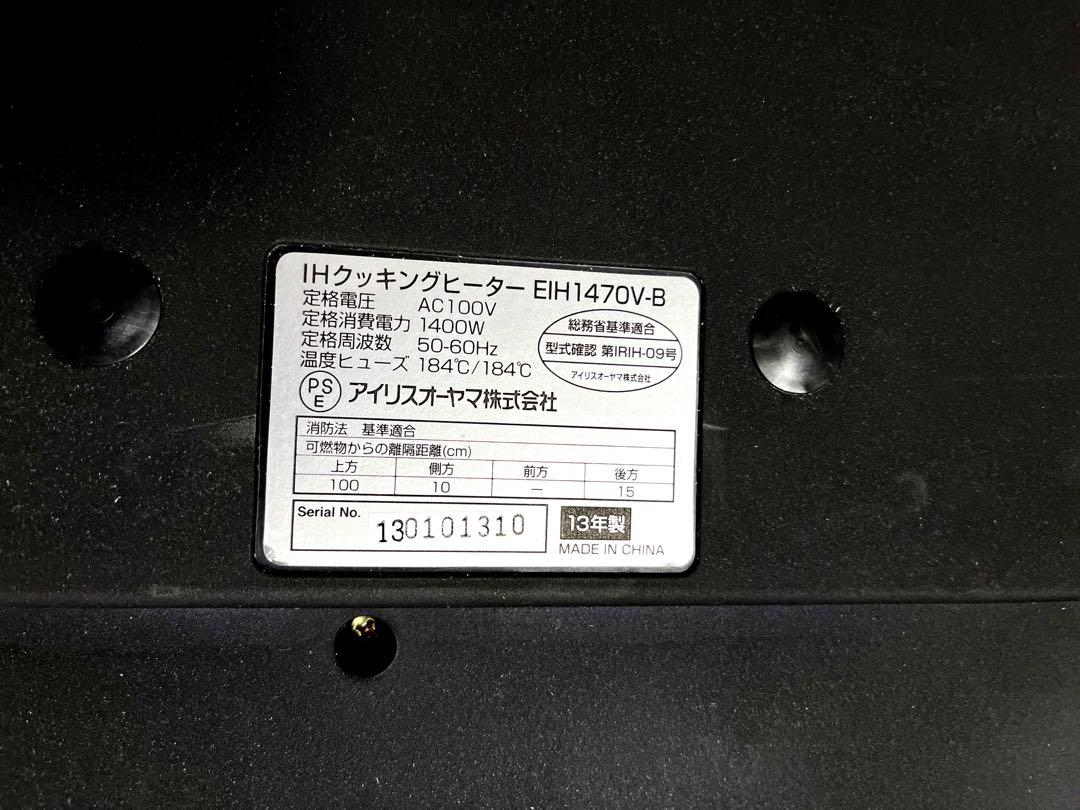 IHクッキングヒーター EIH1470V-B
定格電圧 AC100V
定格消費電力 1400W
定格周波数 50-60Hz
温度ヒューズ 184℃/184℃
総務省基準適合
型式確認 第IRIH-09号
アイリスオーヤマ株式会社
PSE アイリスオーヤマ株式会社
消防法 基準適合
可燃物からの離隔距離(cm)
上方 側方 前方 後方
100 10 — 15
Serial No. 130101310
13年製
MADE IN CHINA